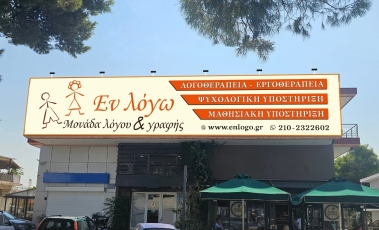 Εν λόγω
Μονάδα λόγου & γραφής
ΛΟΓΟΘΕΡΑΠΕΙΑ - ΕΡΓΟΘΕΡΑΠΕΙΑ
ΨΥΧΟΛΟΓΙΚΗ ΥΠΟΣΤΗΡΙΞΗ
ΜΑΘΗΣΙΑΚΗ ΥΠΟΣΤΗΡΙΞΗ
www.enlogo.gr 210-2322602